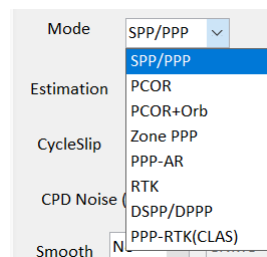 Mode SPP/PPP
SPP/PPP
Estimation PCOR
PCOR+Orb
CycleSlip Zone PPP
PPP-AR
CPD Noise ( RTK
DSPP/DPPP
Smooth PPP-RTK(CLAS)